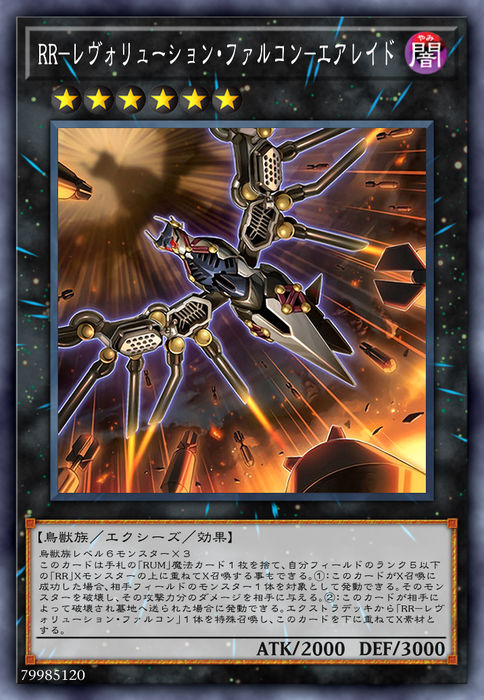 RR－レヴォリューション・ファルコン－エアレイド
やみ
闇
【鳥獣族／エクシーズ／効果】
鳥獣族レベル６モンスター×３
このカードは手札の「RUM」魔法カード１枚を捨て、自分フィールドのランク５以下
の「RR」Xモンスターの上に重ねてX召喚する事もできる。①：このカードがX召喚
に成功した場合、相手フィールドのモンスター１体を対象として発動できる。そのモン
スターを破壊し、その攻撃力分のダメージを相手に与える。②：このカードが相手に
よって破壊され墓地へ送られた場合に発動できる。エクストラデッキから「RR－レヴ
ォリューション・ファルコン」１体を特殊召喚し、このカードを下に重ねてX素材と
する。
ATK/2000 DEF/3000
79985120